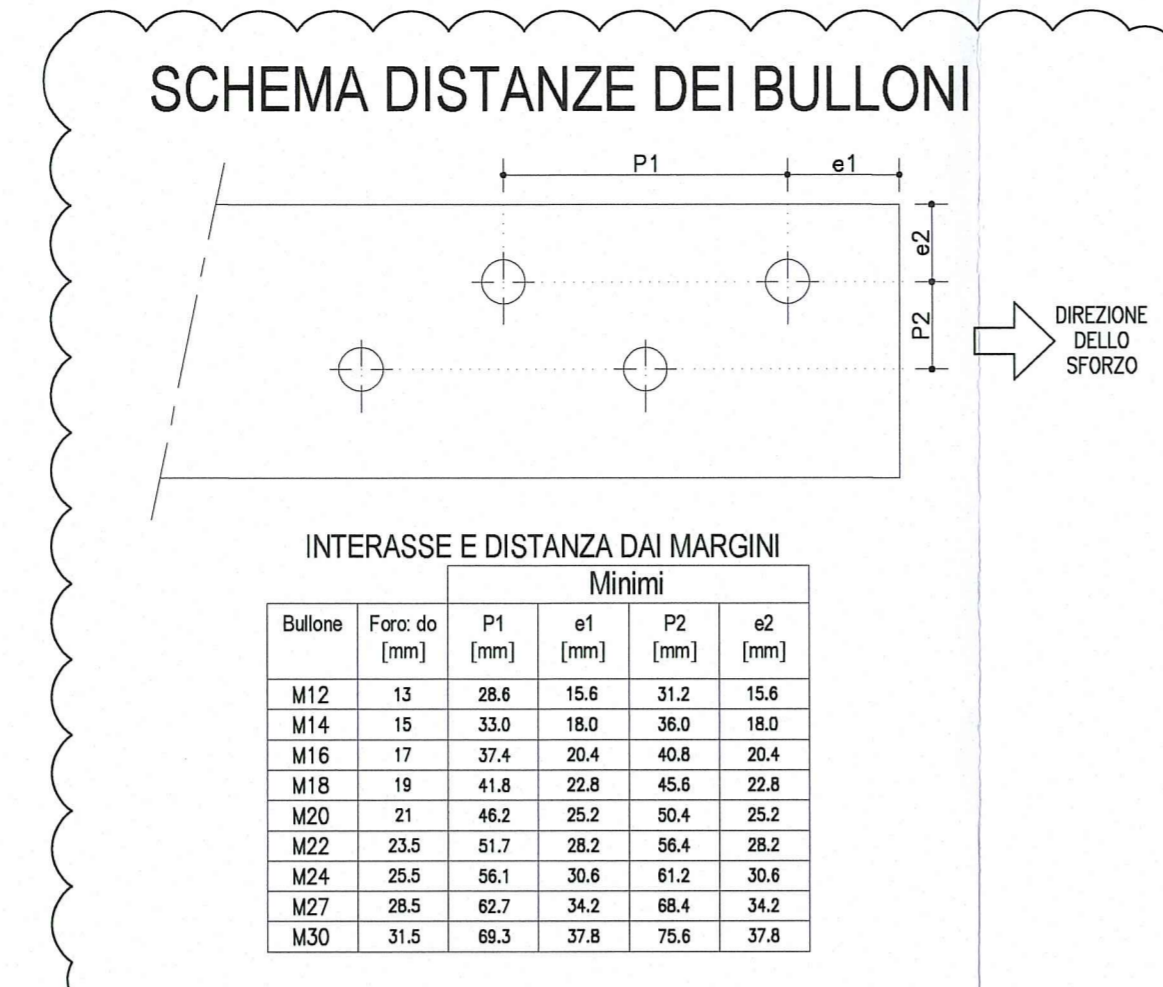 SCHEMA DISTANZE DEI BULLONI
P1 e1
e2
P2
DIREZIONE
DELLO
SFORZO
INTERASSE E DISTANZA DAI MARGINI
Minimi
Bullone Foro: do P1 e1 P2 e2
[mm] [mm] [mm] [mm] [mm]
M12 13 28.6 15.6 31.2 15.6
M14 15 33.0 18.0 36.0 18.0
M16 17 37.4 20.4 40.8 20.4
M18 19 41.8 22.8 45.6 22.8
M20 21 46.2 25.2 50.4 25.2
M22 23.5 51.7 28.2 56.4 28.2
M24 25.5 56.1 30.6 61.2 30.6
M27 28.5 62.7 34.2 68.4 34.2
M30 31.5 69.3 37.8 75.6 37.8